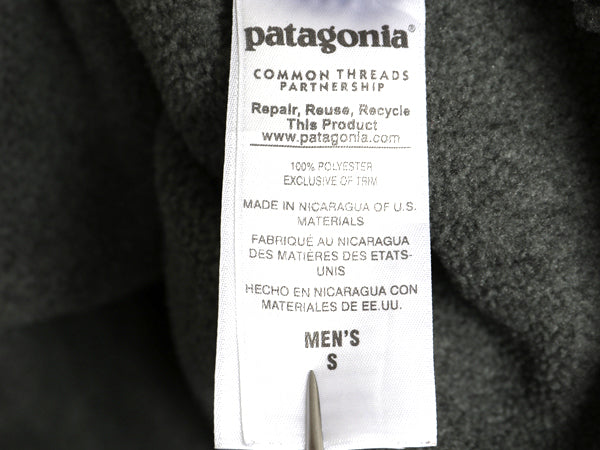 patagonia®
COMMON THREADS
PARTNERSHIP
Repair, Reuse, Recycle
This Product
www.patagonia.com
100% POLYESTER
EXCLUSIVE OF TRIM
MADE IN NICARAGUA OF U.S.
MATERIALS
FABRIQUÉ AU NICARAGUA
DES MATIÈRES DES ETATS-
UNIS
HECHO EN NICARAGUA CON
MATERIALES DE EE.UU.
MEN'S
S